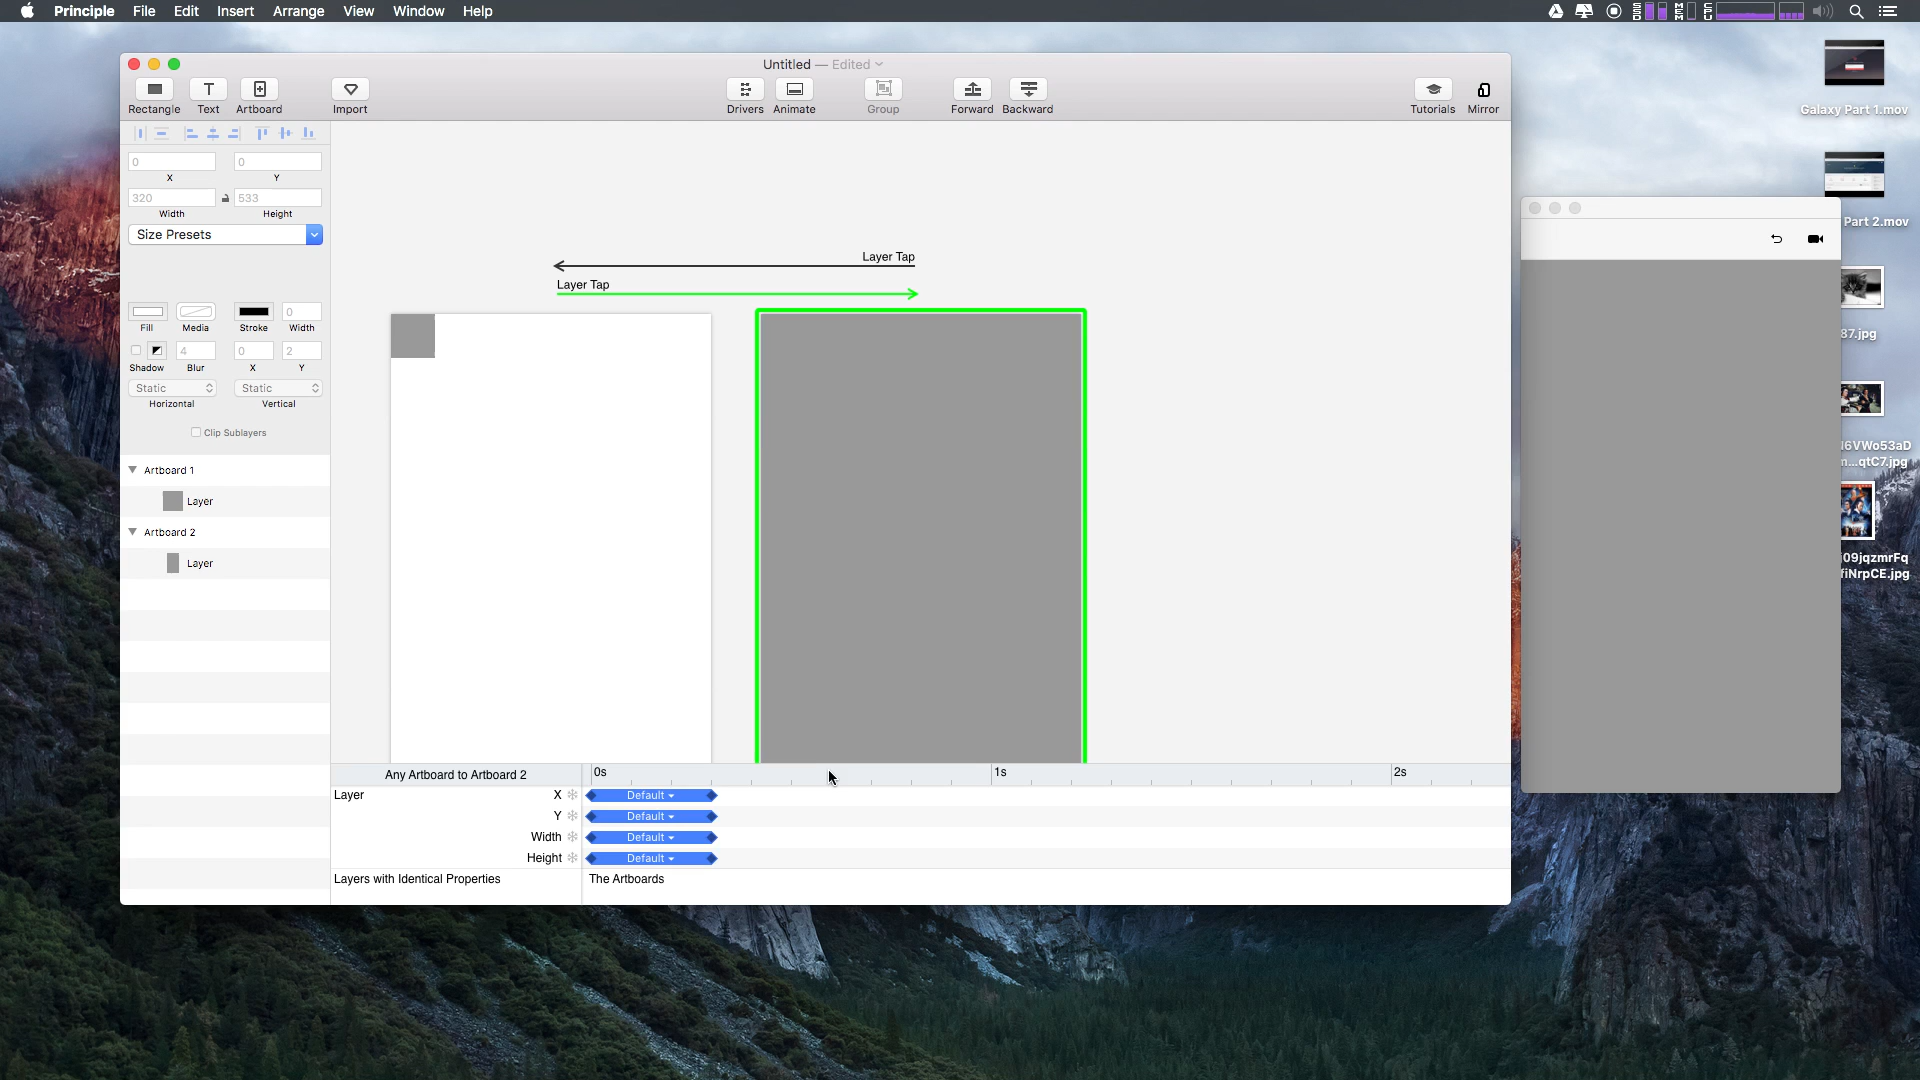 Principle File Edit Insert Arrange View Window Help
SSD MEM CPU
Untitled — Edited
Rectangle Text Artboard Import Drivers Animate Group Forward Backward Tutorials Mirror
0 0
X Y
320 533
Width Height
Size Presets
0
Fill Media Stroke Width
4 0 2
Shadow Blur X Y
Static Static
Horizontal Vertical
Clip Sublayers
Artboard 1
Layer
Artboard 2
Layer
Layer Tap
Layer Tap
Any Artboard to Artboard 2 0s 1s 2s
Layer X Default
Y Default
Width Default
Height Default
Layers with Identical Properties The Artboards
Galaxy Part 1.mov
Part 2.mov
87.jpg
6VWo53aD
...qtC7.jpg
09jqzmrFq
fiNrpCE.jpg